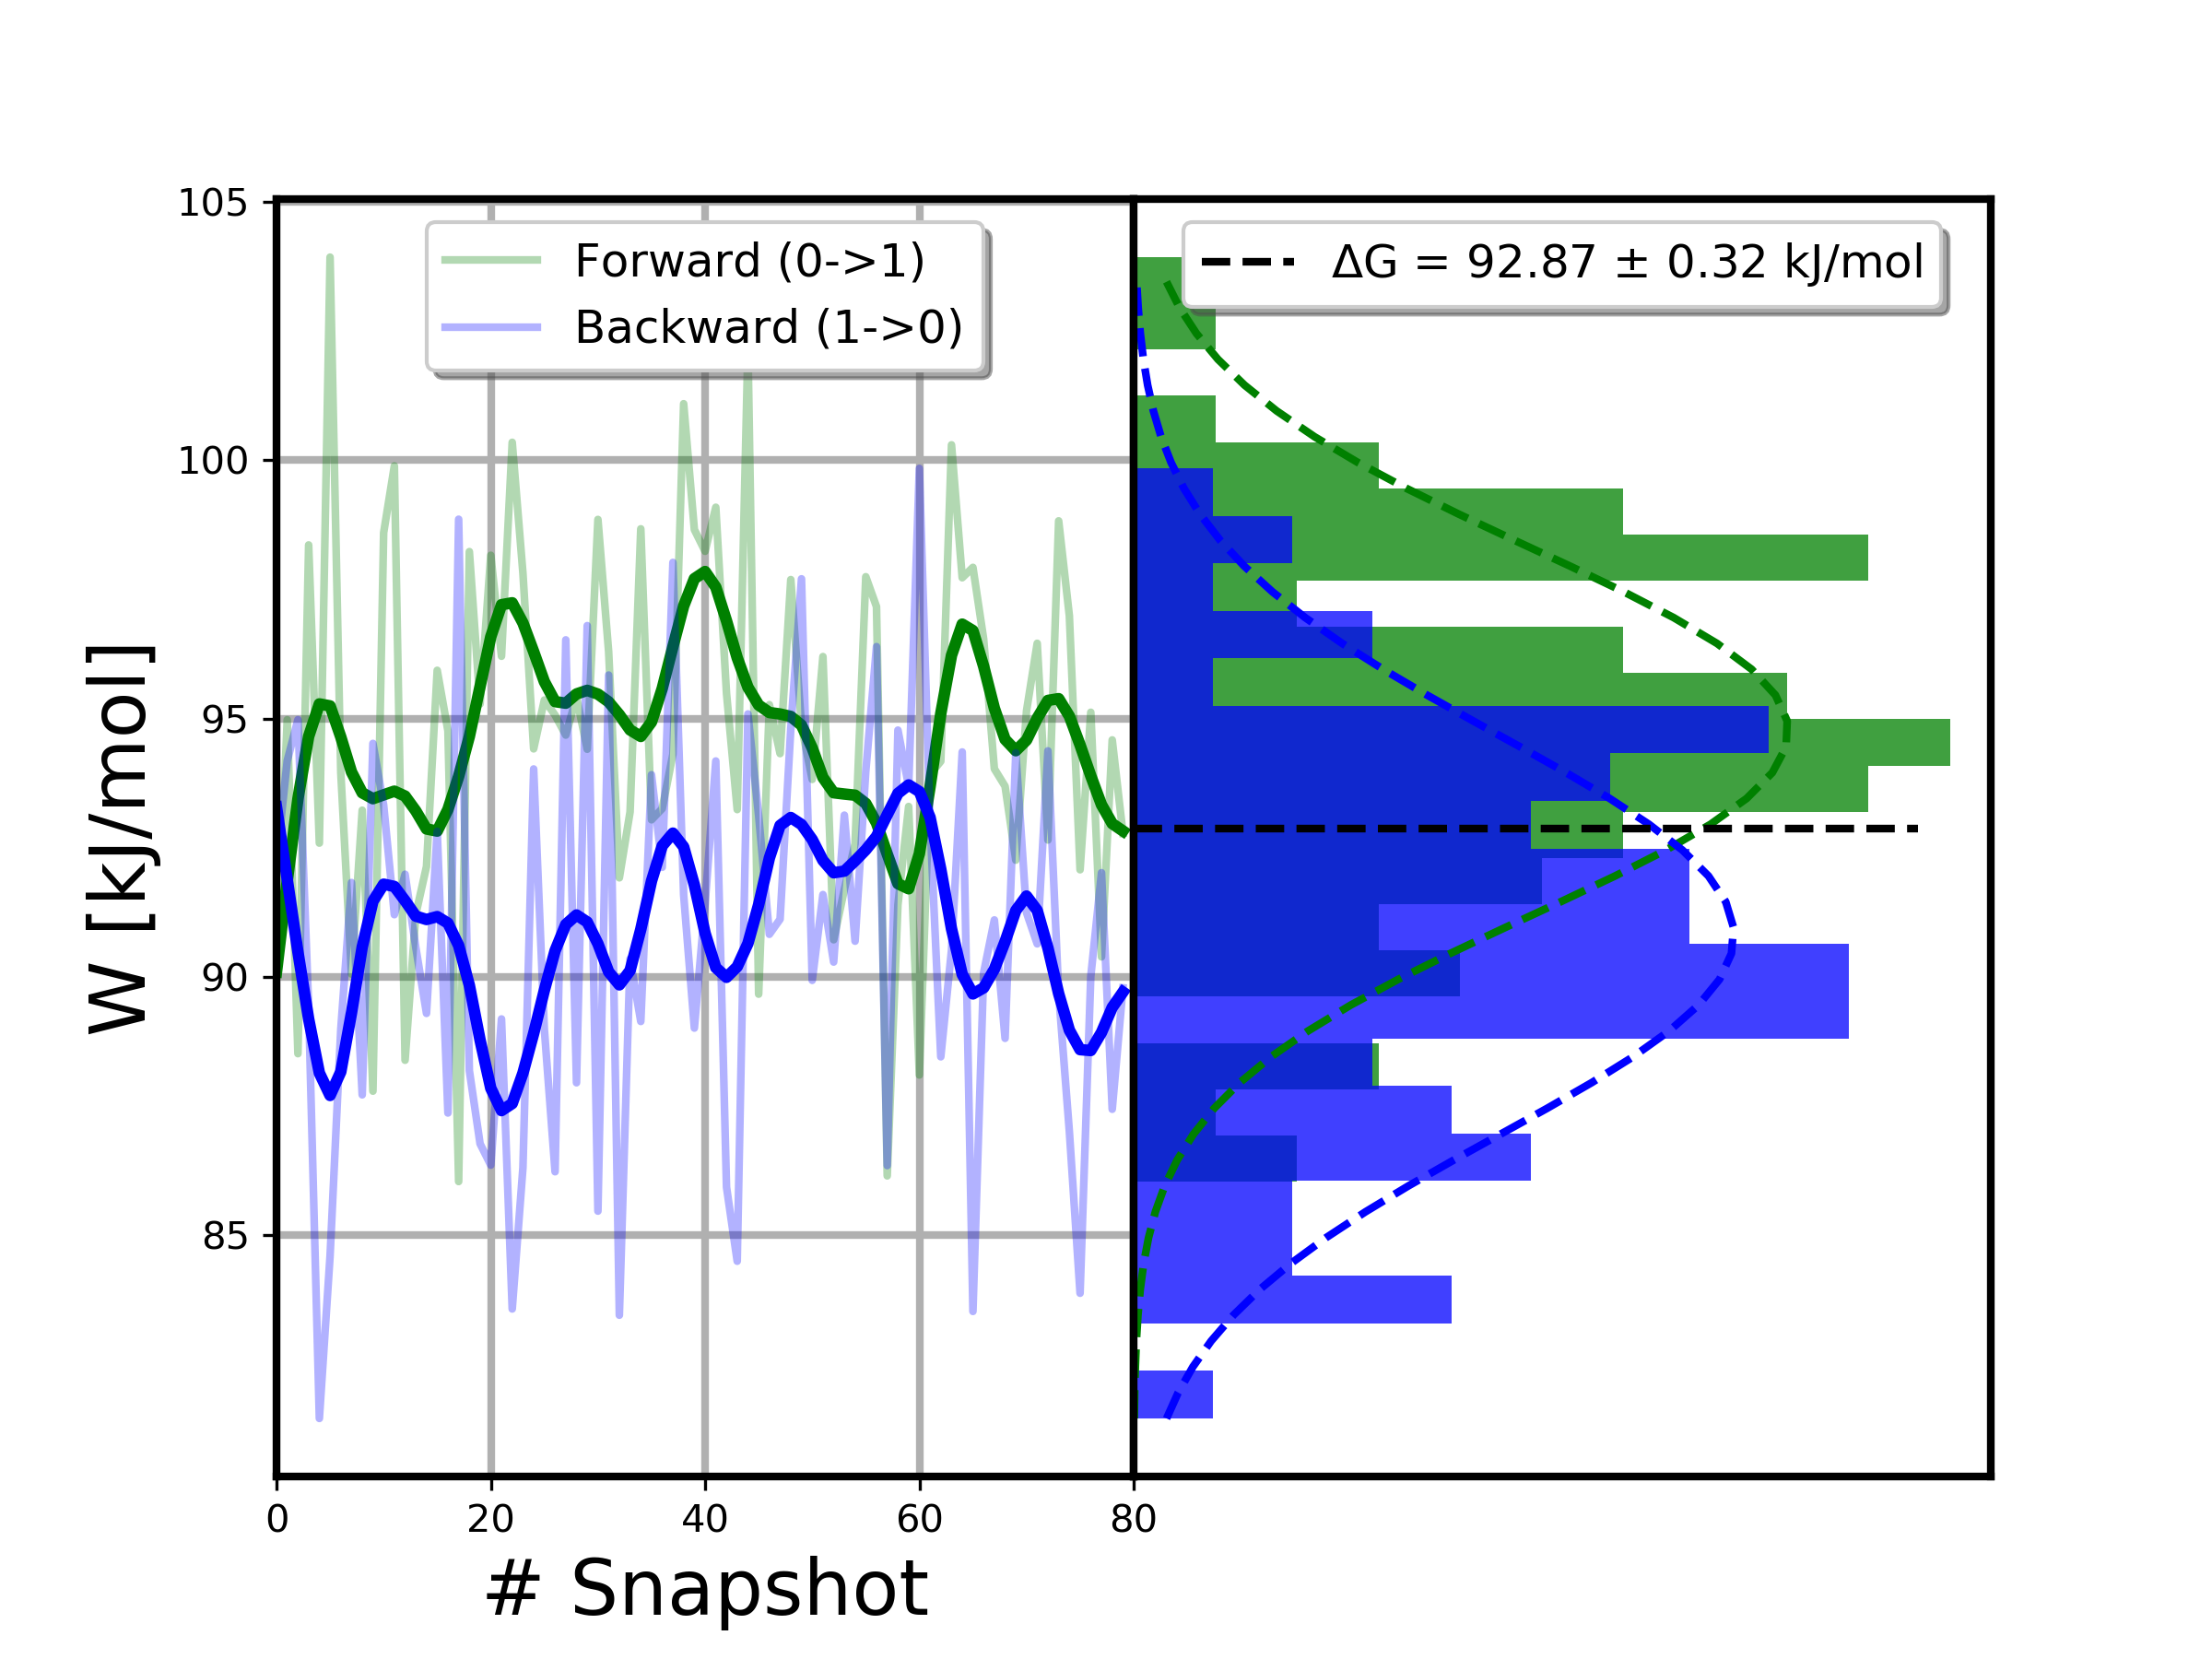 105
100
95
90
85
W [kJ/mol]
Forward (0->1)
Backward (1->0)
ΔG = 92.87 ± 0.32 kJ/mol
0 20 40 60 80
# Snapshot